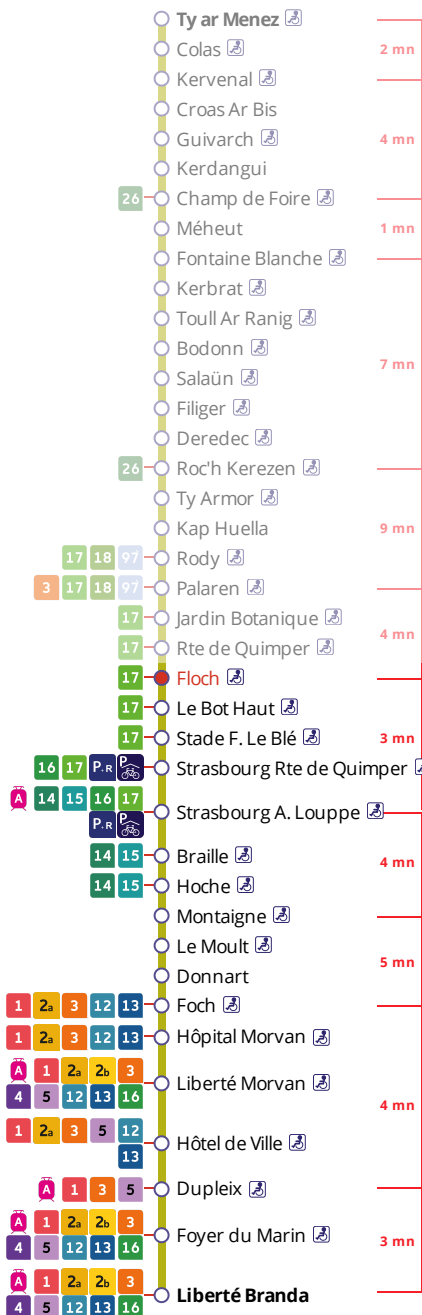 Ty ar Menez
Colas 2 mn
Kervenal
Croas Ar Bis
Guivarch 4 mn
Kerdangui
26 Champ de Foire
Méheut 1 mn
Fontaine Blanche
Kerbrat
Toull Ar Ranig
Bodonn 7 mn
Salaün
Filiger
Deredec
26 Roc'h Kerezen
Ty Armor
Kap Huella 9 mn
17 18 97 Rody
3 17 18 97 Palaren
17 Jardin Botanique 4 mn
17 Rte de Quimper
17 Floch
17 Le Bot Haut
17 Stade F. Le Blé 3 mn
16 17 P+R P Strasbourg Rte de Quimper
A 14 15 16 17
P+R P Strasbourg A. Louppe
14 15 Braille 4 mn
14 15 Hoche
Montaigne
Le Moult 5 mn
Donnart
1 2a 3 12 13 Foch
1 2a 3 12 13 Hôpital Morvan
A 1 2a 2b 3
4 5 12 13 16 Liberté Morvan 4 mn
1 2a 3 5 12
13 Hôtel de Ville
A 1 3 5 Dupleix
A 1 2a 2b 3
4 5 12 13 16 Foyer du Marin 3 mn
A 1 2a 2b 3
4 5 12 13 16 Liberté Branda